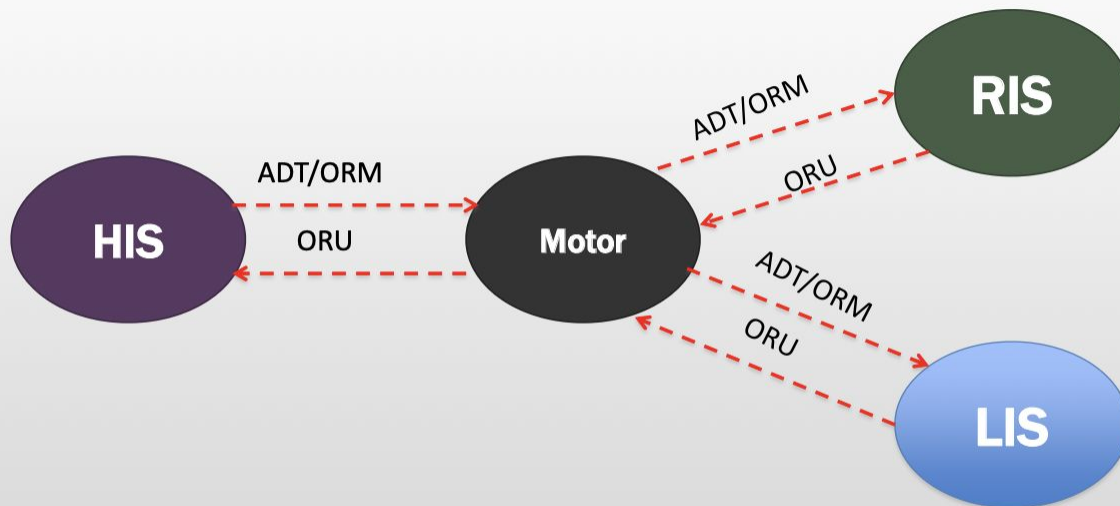 HIS
ADT/ORM
ORU
Motor
ADT/ORM
ORU
RIS
ADT/ORM
ORU
LIS